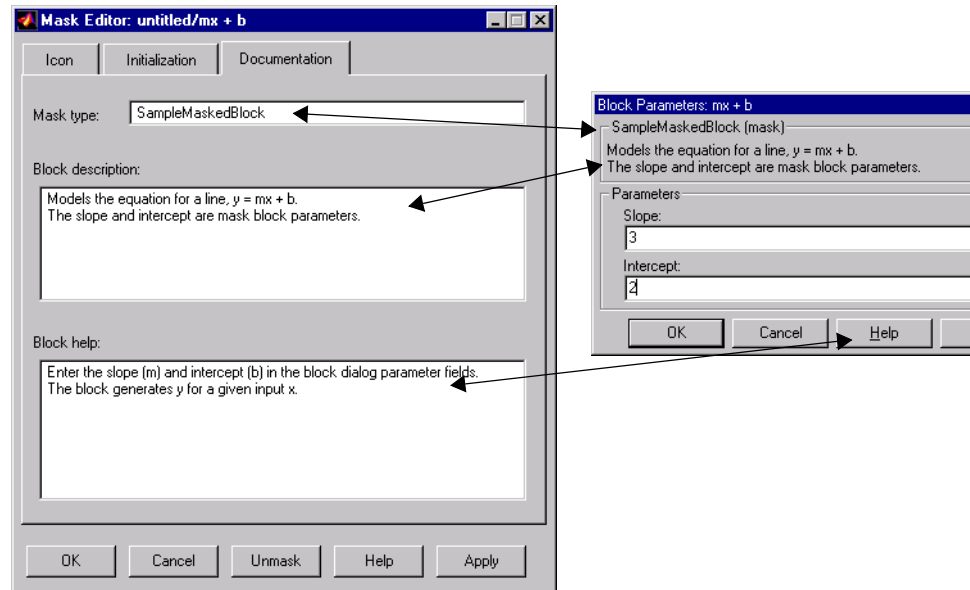 Mask Editor: untitled/mx + b
Icon
Initialization
Documentation
Mask type:
SampleMaskedBlock
Block description:
Models the equation for a line, y = mx + b.
The slope and intercept are mask block parameters.
Block help:
Enter the slope (m) and intercept (b) in the block dialog parameter fields.
The block generates y for a given input x.
OK
Cancel
Unmask
Help
Apply
Block Parameters: mx + b
SampleMaskedBlock (mask)
Models the equation for a line, y = mx + b.
The slope and intercept are mask block parameters.
Parameters
Slope:
3
Intercept:
2
OK
Cancel
Help